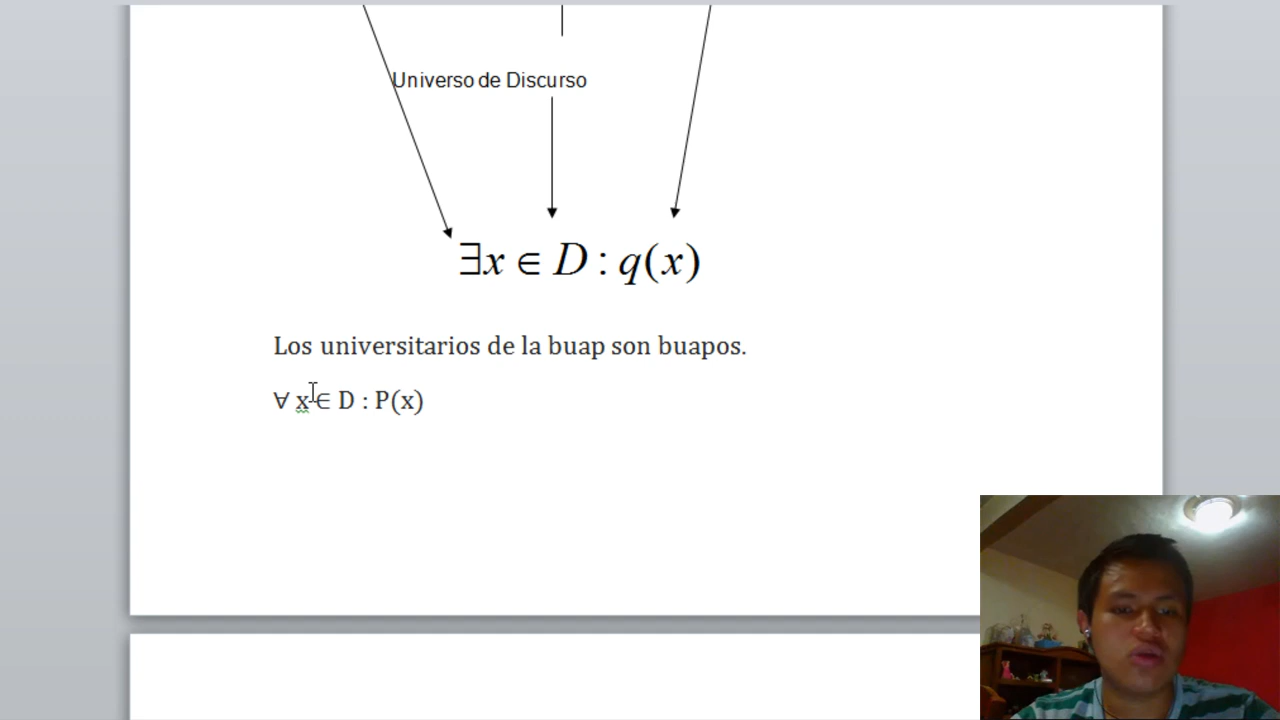 Universo de Discurso
∃x ∈ D : q(x)
Los universitarios de la buap son buapos.
∀ x ∈ D : P(x)